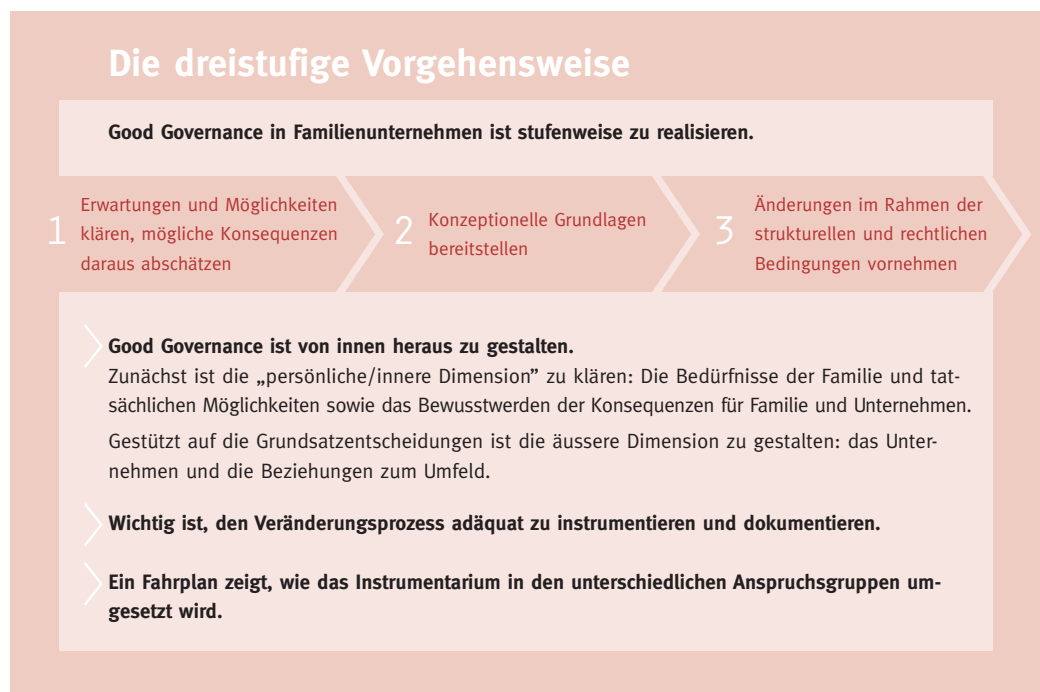 Die dreistufige Vorgehensweise
Good Governance in Familienunternehmen ist stufenweise zu realisieren.
1 Erwartungen und Möglichkeiten
klären, mögliche Konsequenzen
daraus abschätzen
2 Konzeptionelle Grundlagen
bereitstellen
3 Änderungen im Rahmen der
strukturellen und rechtlichen
Bedingungen vornehmen
Good Governance ist von innen heraus zu gestalten.
Zunächst ist die „persönliche/innere Dimension” zu klären: Die Bedürfnisse der Familie und tat-
sächlichen Möglichkeiten sowie das Bewusstwerden der Konsequenzen für Familie und Unternehmen.
Gestützt auf die Grundsatzentscheidungen ist die äussere Dimension zu gestalten: das Unter-
nehmen und die Beziehungen zum Umfeld.
Wichtig ist, den Veränderungsprozess adäquat zu instrumentieren und dokumentieren.
Ein Fahrplan zeigt, wie das Instrumentarium in den unterschiedlichen Anspruchsgruppen um-
gesetzt wird.